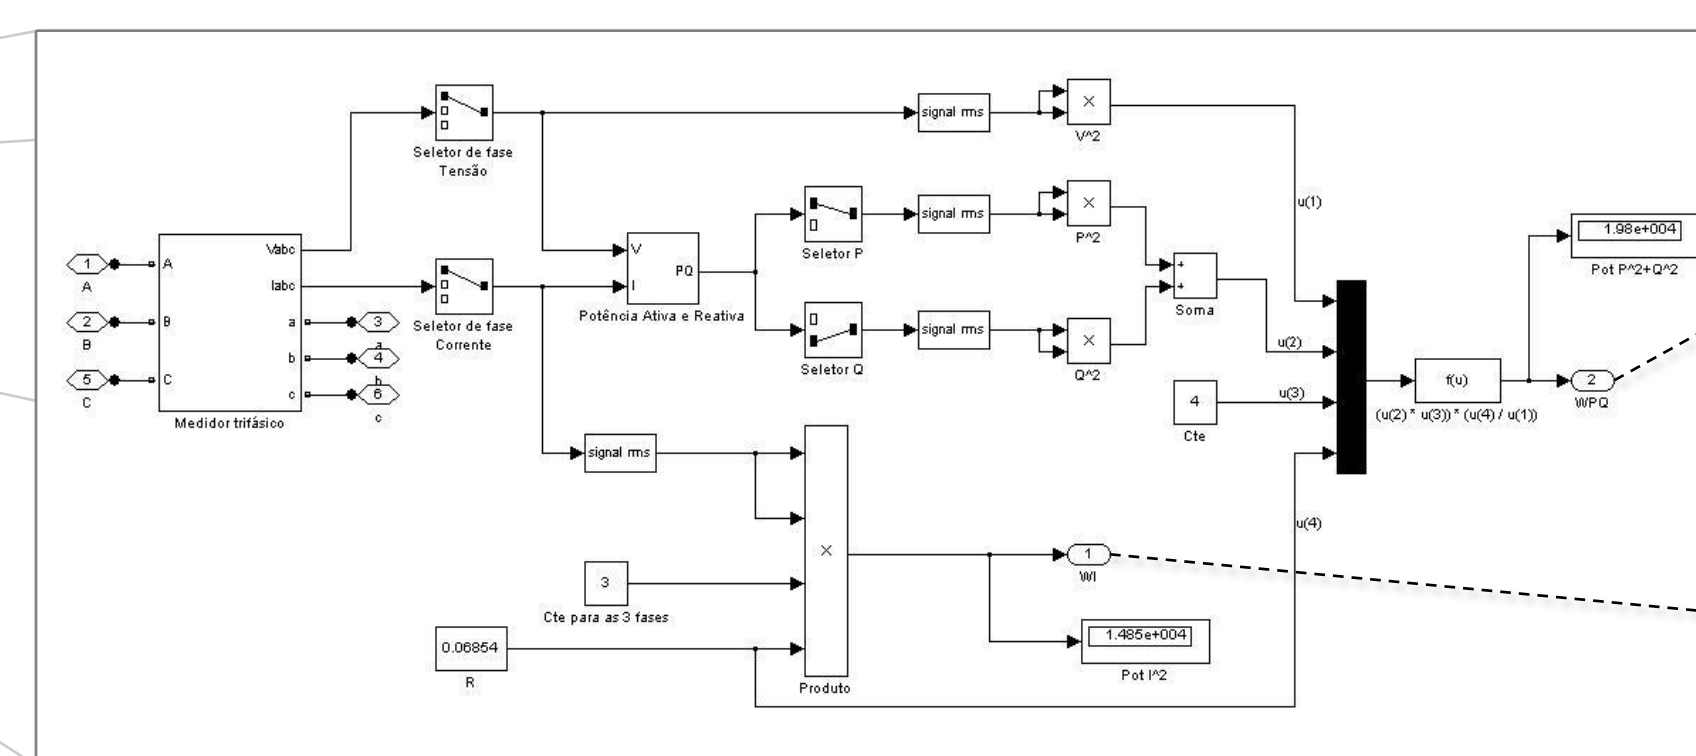 signal rms
×
V^2
Seletor de fase
Tensão
×
P^2
signal rms
Seletor P
u(1)
1.98e+004
Pot P^2+Q^2
Vabc
V
I
PQ
Potência Ativa e Reativa
+
+
Soma
1
A
A
Iabc
Seletor de fase
Corrente
2
B
B
a
3
a
signal rms
Seletor Q
×
Q^2
u(2)
b
4
b
5
C
C
c
6
c
Medidor trifásico
4
Cte
u(3)
f(u)
(u(2) * u(3)) * (u(4) / u(1))
2
WPQ
signal rms
u(4)
×
Produto
1
WI
3
Cte para as 3 fases
0.06854
R
1.485e+004
Pot I^2